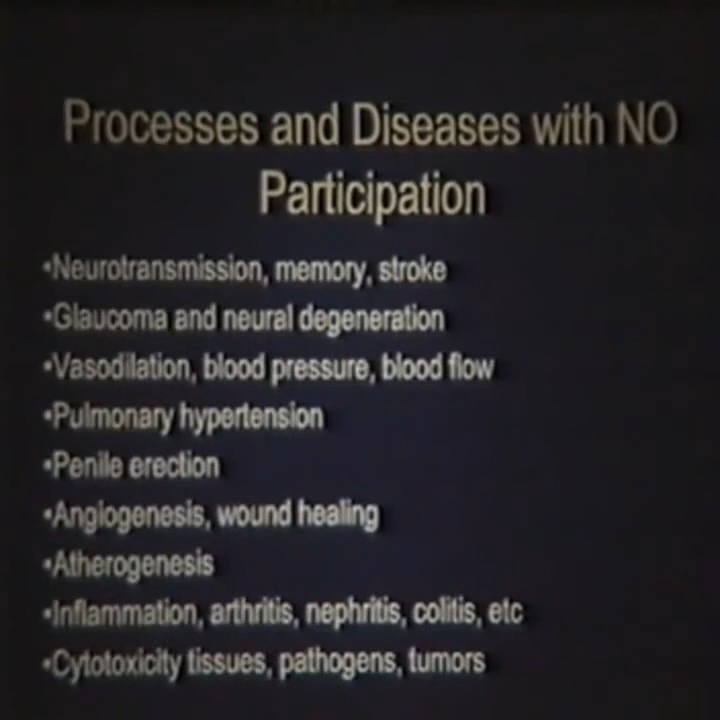 Processes and Diseases with NO
Participation
•Neurotransmission, memory, stroke
•Glaucoma and neural degeneration
•Vasodilation, blood pressure, blood flow
•Pulmonary hypertension
•Penile erection
•Angiogenesis, wound healing
•Atherogenesis
•Inflammation, arthritis, nephritis, colitis, etc
•Cytotoxicity tissues, pathogens, tumors